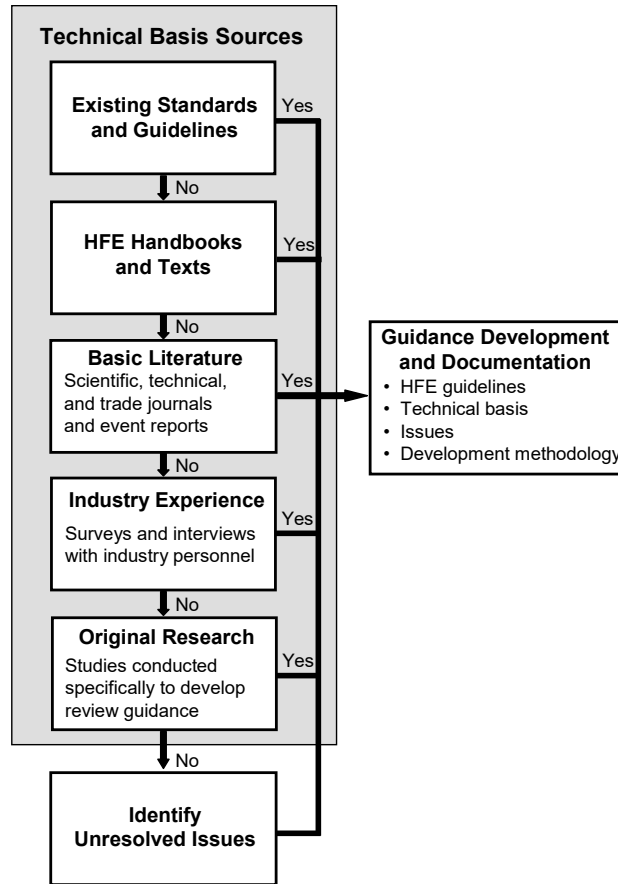 Technical Basis Sources
Existing Standards
and Guidelines
Yes
No
HFE Handbooks
and Texts
Yes
No
Basic Literature
Scientific, technical,
and trade journals
and event reports
Yes
Guidance Development
and Documentation
• HFE guidelines
• Technical basis
• Issues
• Development methodology
No
Industry Experience
Surveys and interviews
with industry personnel
Yes
No
Original Research
Studies conducted
specifically to develop
review guidance
Yes
No
Identify
Unresolved Issues